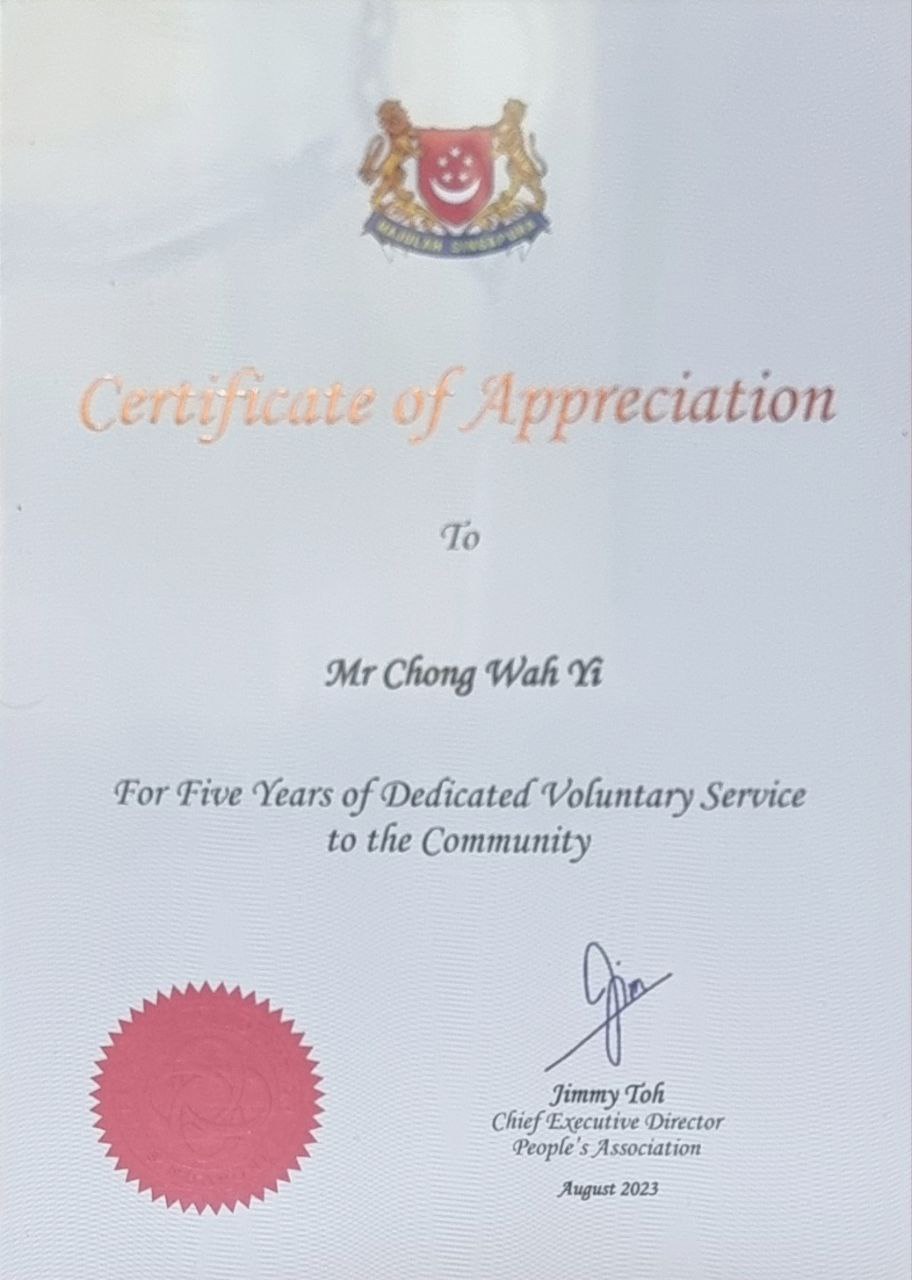 MAJULAH SINGAPURA
Certificate of Appreciation
To
Mr Chong Wah Yi
For Five Years of Dedicated Voluntary Service
to the Community
Jim
Jimmy Toh
Chief Executive Director
People's Association
August 2023